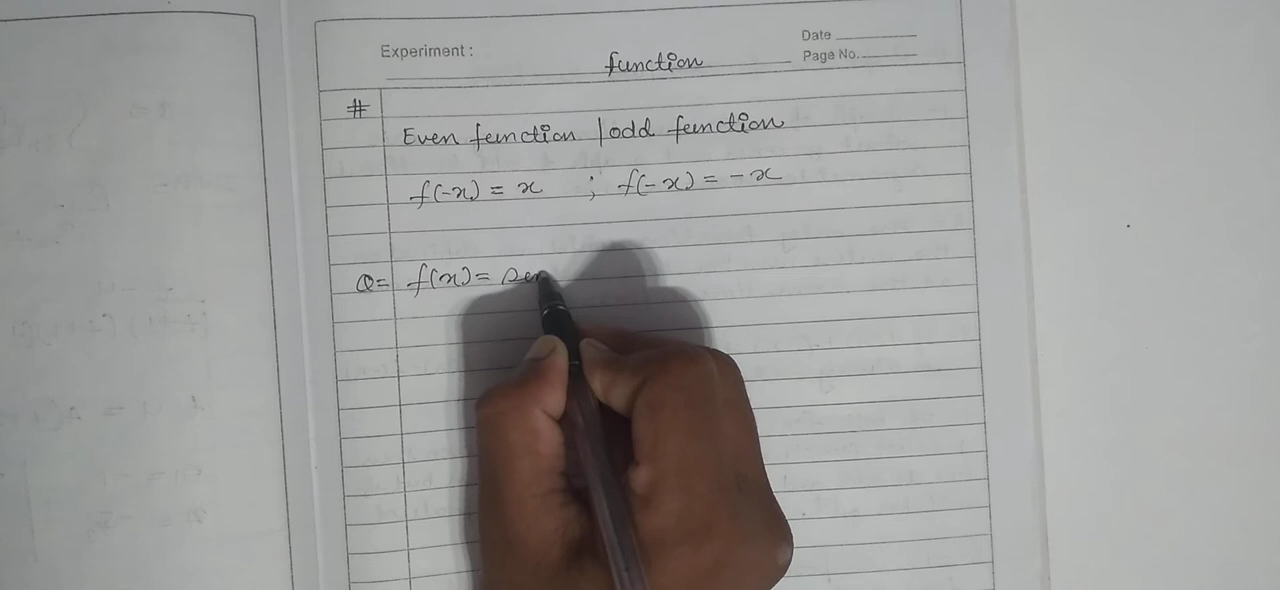 Experiment :
function
Date
Page No.
#
Even function | odd function
f(-x) = x ; f(-x) = -x
Q= f(x)=